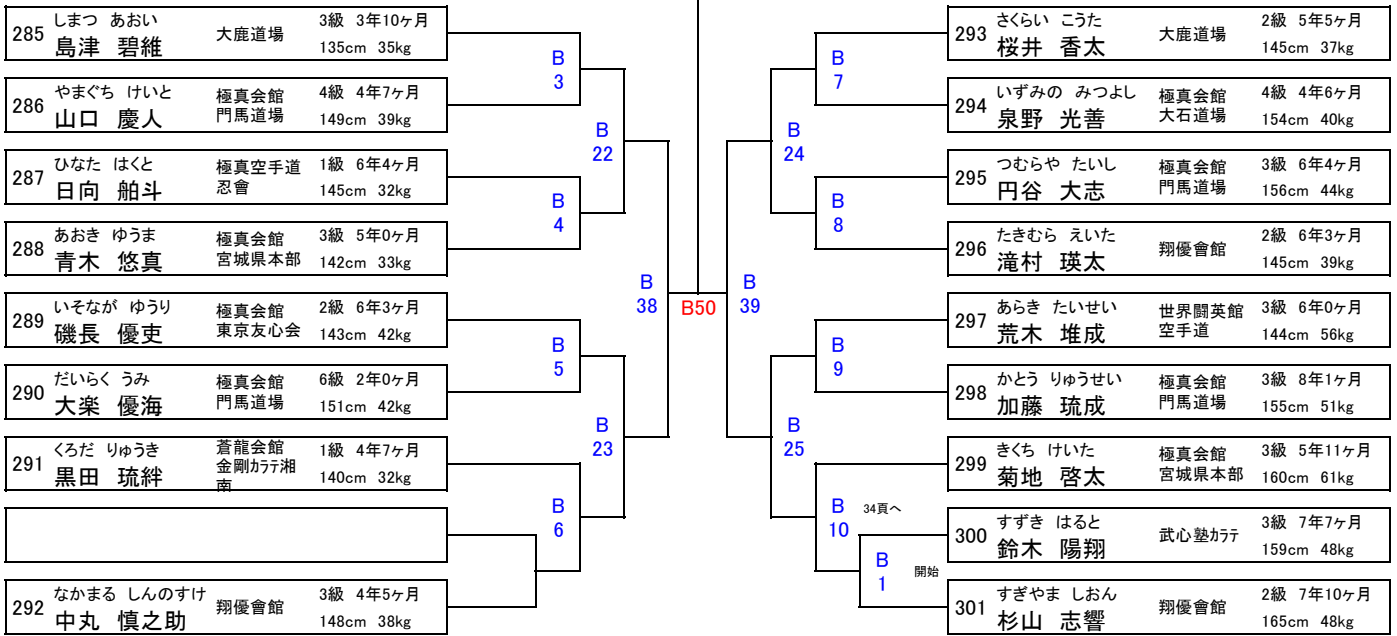 285
しまつ あおい
島津 碧維
大鹿道場
3級 3年10ヶ月
135cm 35kg
286
やまぐち けいと
山口 慶人
極真会館
門馬道場
4級 4年7ヶ月
149cm 39kg
287
ひなた はくと
日向 舶斗
極真空手道
忍會
1級 6年4ヶ月
145cm 32kg
288
あおき ゆうま
青木 悠真
極真会館
宮城県本部
3級 5年0ヶ月
142cm 33kg
289
いそなが ゆうり
磯長 優吏
極真会館
東京友心会
2級 6年3ヶ月
143cm 42kg
290
だいらく うみ
大楽 優海
極真会館
門馬道場
6級 2年0ヶ月
151cm 42kg
291
くろだ りゅうき
黒田 琉絆
蒼龍会館
金剛カラテ湘
南
1級 4年7ヶ月
140cm 32kg
292
なかまる しんのすけ
中丸 慎之助
翔優會館
3級 4年5ヶ月
148cm 38kg
B
3
B
4
B
5
B
6
B
22
B
23
B
38
B50
B
39
B
24
B
25
B
7
B
8
B
9
B
10
34頁へ
B
1
開始
293
さくらい こうた
桜井 香太
大鹿道場
2級 5年5ヶ月
145cm 37kg
294
いずみの みつよし
泉野 光善
極真会館
大石道場
4級 4年6ヶ月
154cm 40kg
295
つむらや たいし
円谷 大志
極真会館
門馬道場
3級 6年4ヶ月
156cm 44kg
296
たきむら えいた
滝村 瑛太
翔優會館
2級 6年3ヶ月
145cm 39kg
297
あらき たいせい
荒木 堆成
世界闘英館
空手道
3級 6年0ヶ月
144cm 56kg
298
かとう りゅうせい
加藤 琉成
極真会館
門馬道場
3級 8年1ヶ月
155cm 51kg
299
きくち けいた
菊地 啓太
極真会館
宮城県本部
3級 5年11ヶ月
160cm 61kg
300
すずき はると
鈴木 陽翔
武心塾カラテ
3級 7年7ヶ月
159cm 48kg
301
すぎやま しおん
杉山 志響
翔優會館
2級 7年10ヶ月
165cm 48kg